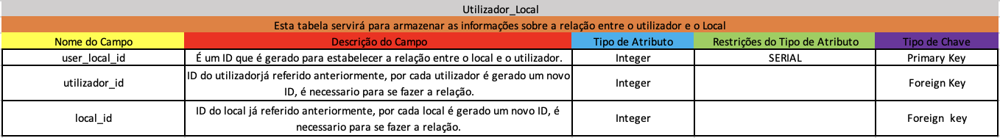 Utilizador_Local
Esta tabela servirá para armazenar as informações sobre a relação entre o utilizador e o Local
Nome do Campo Descrição do Campo Tipo de Atributo Restrições do Tipo de Atributo Tipo de Chave
user_local_id É um ID que é gerado para estabelecer a relação entre o local e o utilizador. Integer SERIAL Primary Key
ID do utilizadorjá referido anteriormente, por cada utilizador é gerado um novo
utilizador_id ID, é necessario para se fazer a relação. Integer Foreign Key
ID do local já referido anteriormente, por cada local é gerado um novo ID, é
local_id necessario para se fazer a relação. Integer Foreign key